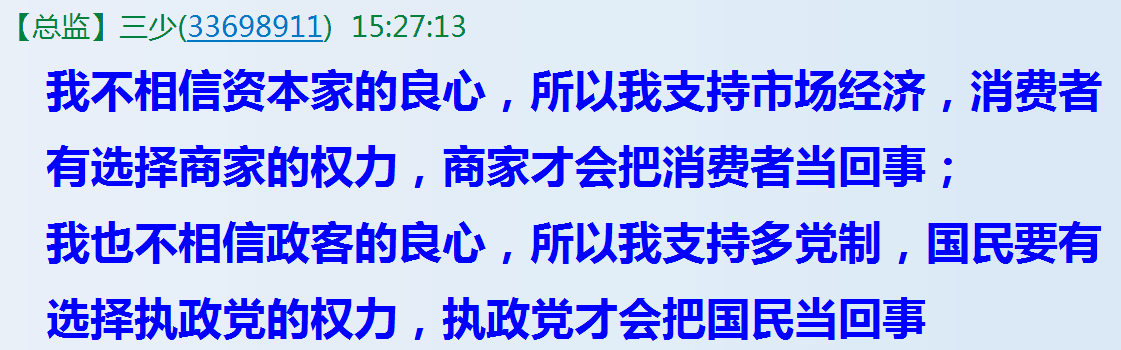 【总监】三少(33698911)  15:27:13
我不相信资本家的良心，所以我支持市场经济，消费者
有选择商家的权力，商家才会把消费者当回事；
我也不相信政客的良心，所以我支持多党制，国民要有
选择执政党的权力，执政党才会把国民当回事